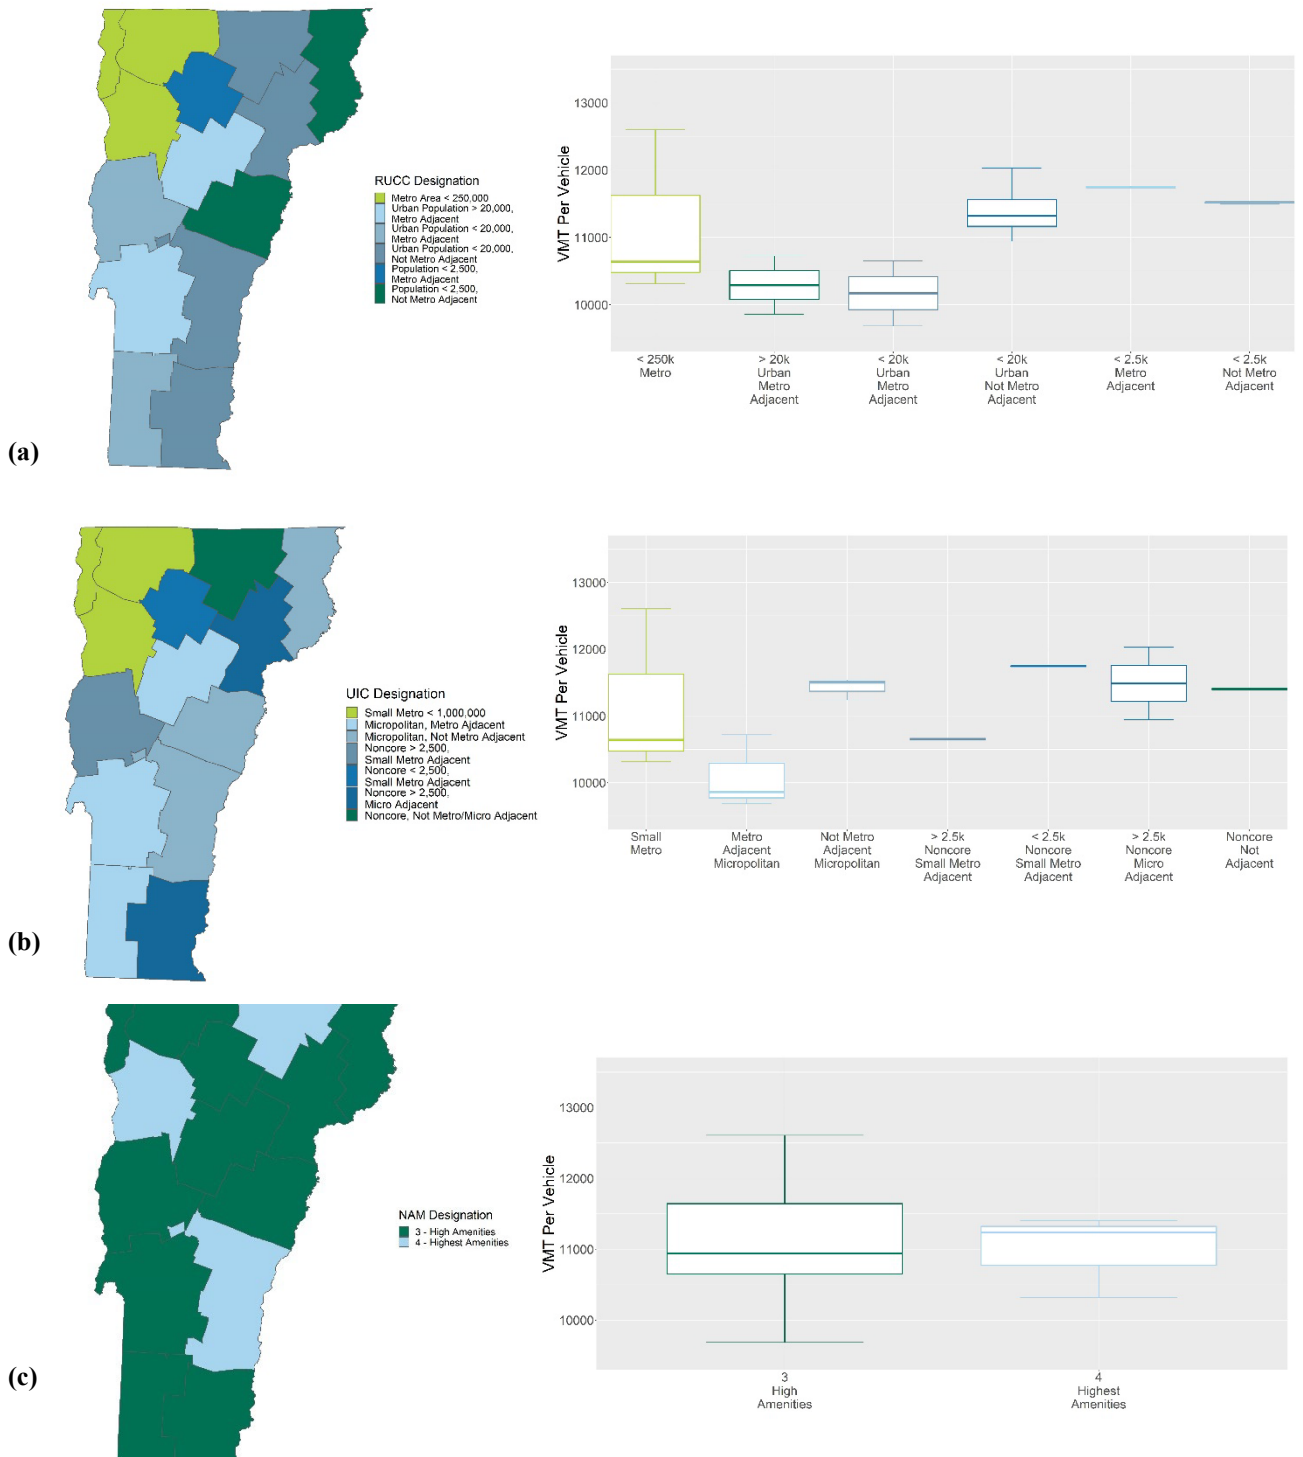 RUCC Designation
Metro Area < 250,000
Urban Population > 20,000,
Metro Adjacent
Urban Population < 20,000,
Metro Adjacent
Urban Population < 20,000,
Not Metro Adjacent
Population < 2,500,
Metro Adjacent
Population < 2,500,
Not Metro Adjacent
VMT Per Vehicle
13000
12000
11000
10000
< 250k
Metro
> 20k
Urban
Metro
Adjacent
< 20k
Urban
Metro
Adjacent
< 20k
Urban
Not Metro
Adjacent
< 2.5k
Metro
Adjacent
< 2.5k
Not Metro
Adjacent
(a)
UIC Designation
Small Metro < 1,000,000
Micropolitan, Metro Ajdacent
Micropolitan, Not Metro Adjacent
Noncore > 2,500,
Small Metro Adjacent
Noncore < 2,500,
Small Metro Adjacent
Noncore > 2,500.
Micro Adjacent
Noncore, Not Metro/Micro Adjacent
VMT Per Vehicle
13000
12000
11000
10000
Small
Metro
Metro
Adjacent
Micropolitan
Not Metro
Adjacent
Micropolitan
> 2.5k
Noncore
Small Metro
Adjacent
< 2.5k
Noncore
Small Metro
Adjacent
> 2.5k
Noncore
Micro
Adjacent
Noncore
Not
Adjacent
(b)
NAM Designation
3 - High Amenities
4 - Highest Amenities
VMT Per Vehicle
13000
12000
11000
10000
3
High
Amenities
4
Highest
Amenities
(c)